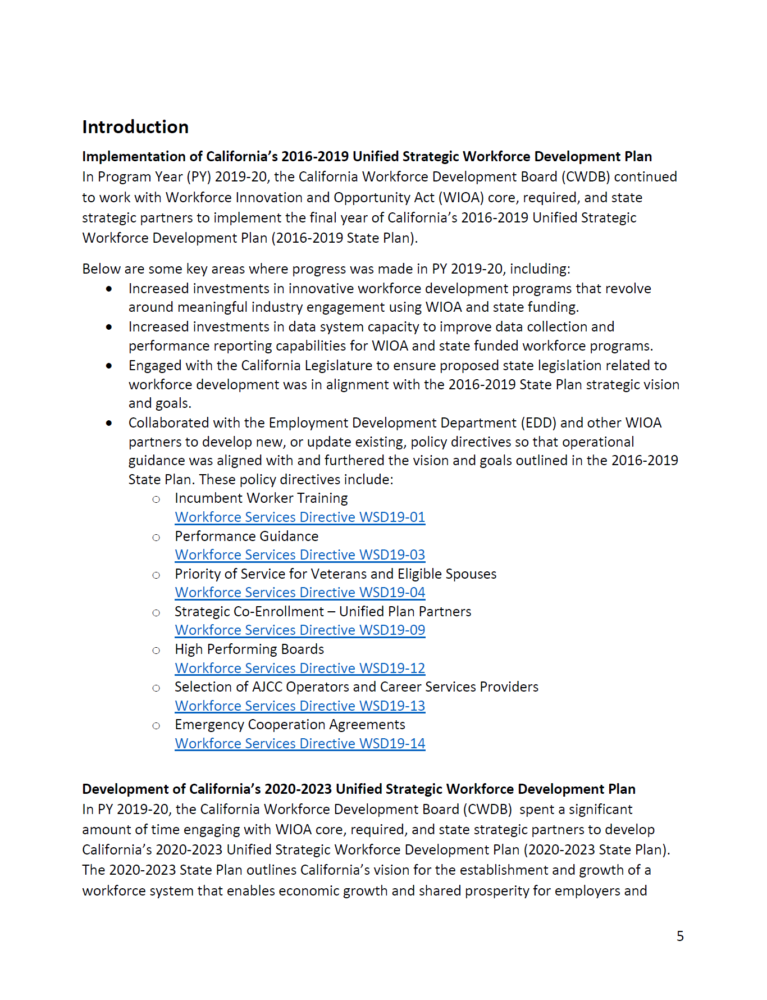 Introduction
Implementation of California’s 2016-2019 Unified Strategic Workforce Development Plan
In Program Year (PY) 2019-20, the California Workforce Development Board (CWDB) continued
to work with Workforce Innovation and Opportunity Act (WIOA) core, required, and state
strategic partners to implement the final year of California’s 2016-2019 Unified Strategic
Workforce Development Plan (2016-2019 State Plan).
Below are some key areas where progress was made in PY 2019-20, including:
• Increased investments in innovative workforce development programs that revolve
around meaningful industry engagement using WIOA and state funding.
• Increased investments in data system capacity to improve data collection and
performance reporting capabilities for WIOA and state funded workforce programs.
• Engaged with the California Legislature to ensure proposed state legislation related to
workforce development was in alignment with the 2016-2019 State Plan strategic vision
and goals.
• Collaborated with the Employment Development Department (EDD) and other WIOA
partners to develop new, or update existing, policy directives so that operational
guidance was aligned with and furthered the vision and goals outlined in the 2016-2019
State Plan. These policy directives include:
○ Incumbent Worker Training
Workforce Services Directive WSD19-01
○ Performance Guidance
Workforce Services Directive WSD19-03
○ Priority of Service for Veterans and Eligible Spouses
Workforce Services Directive WSD19-04
○ Strategic Co-Enrollment – Unified Plan Partners
Workforce Services Directive WSD19-09
○ High Performing Boards
Workforce Services Directive WSD19-12
○ Selection of AJCC Operators and Career Services Providers
Workforce Services Directive WSD19-13
○ Emergency Cooperation Agreements
Workforce Services Directive WSD19-14
Development of California’s 2020-2023 Unified Strategic Workforce Development Plan
In PY 2019-20, the California Workforce Development Board (CWDB)  spent a significant
amount of time engaging with WIOA core, required, and state strategic partners to develop
California’s 2020-2023 Unified Strategic Workforce Development Plan (2020-2023 State Plan).
The 2020-2023 State Plan outlines California’s vision for the establishment and growth of a
workforce system that enables economic growth and shared prosperity for employers and
5